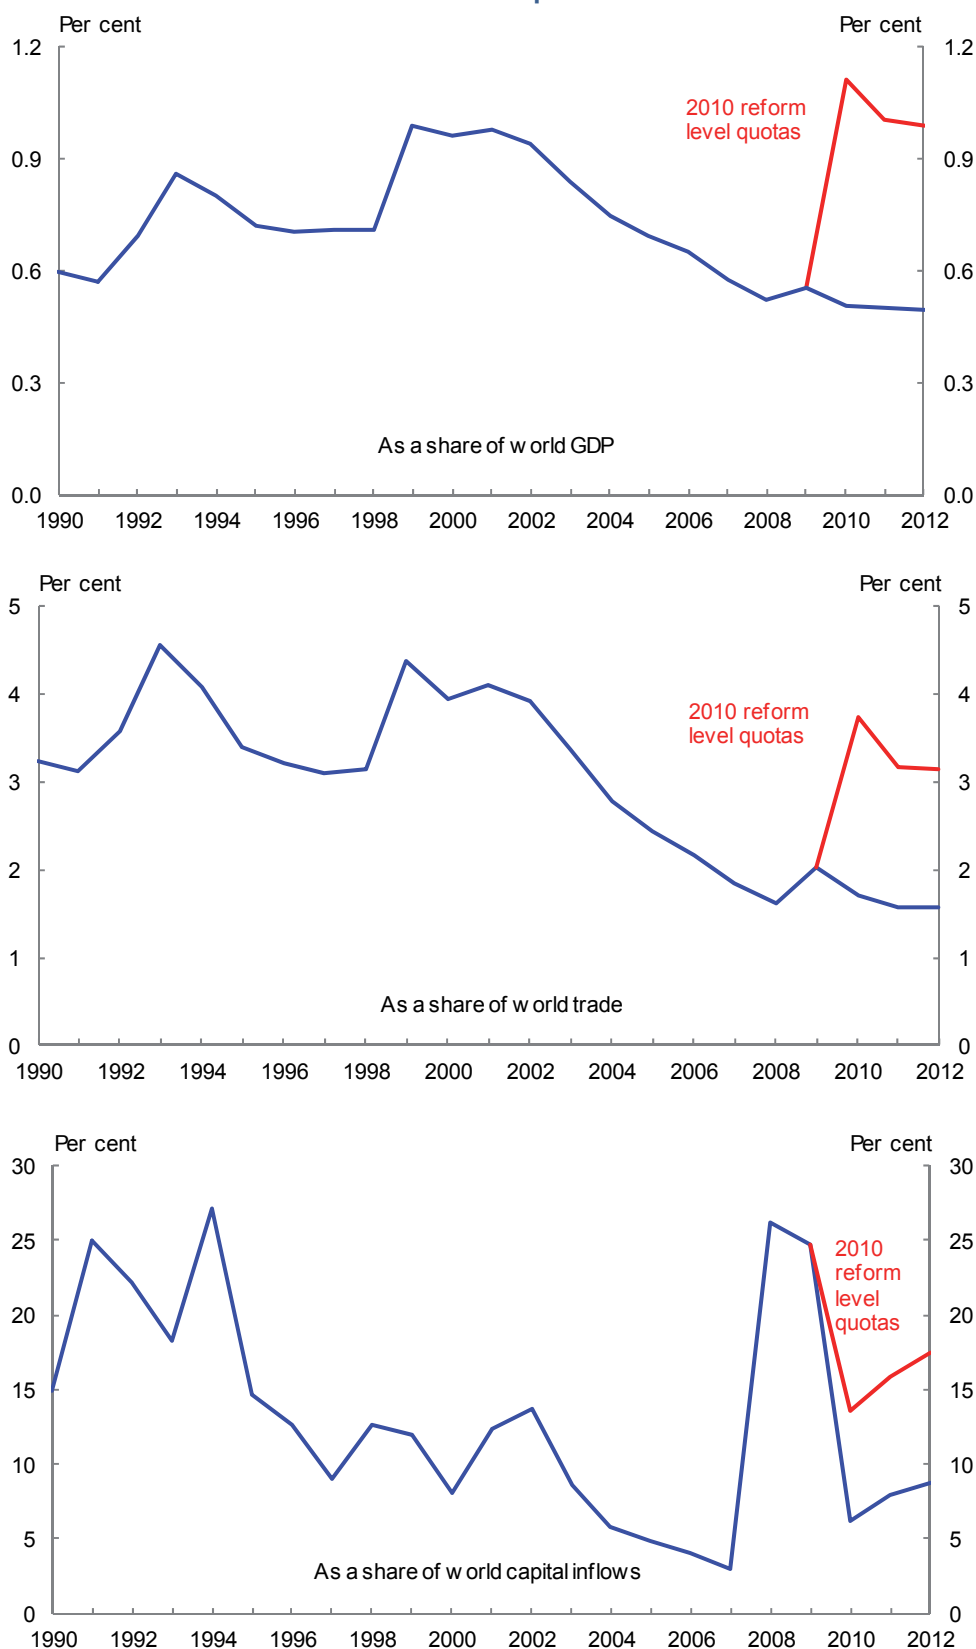 Per cent Per cent
1.2 1.2
2010 reform
level quotas
0.9 0.9
0.6 0.6
0.3 0.3
As a share of world GDP
0.0 0.0
1990 1992 1994 1996 1998 2000 2002 2004 2006 2008 2010 2012
Per cent Per cent
5 5
4 4
2010 reform
level quotas
3 3
2 2
1 1
As a share of world trade
0 0
1990 1992 1994 1996 1998 2000 2002 2004 2006 2008 2010 2012
Per cent Per cent
30 30
25 25
2010
reform
level
quotas
20 20
15 15
10 10
5 5
As a share of world capital inflows
0 0
1990 1992 1994 1996 1998 2000 2002 2004 2006 2008 2010 2012